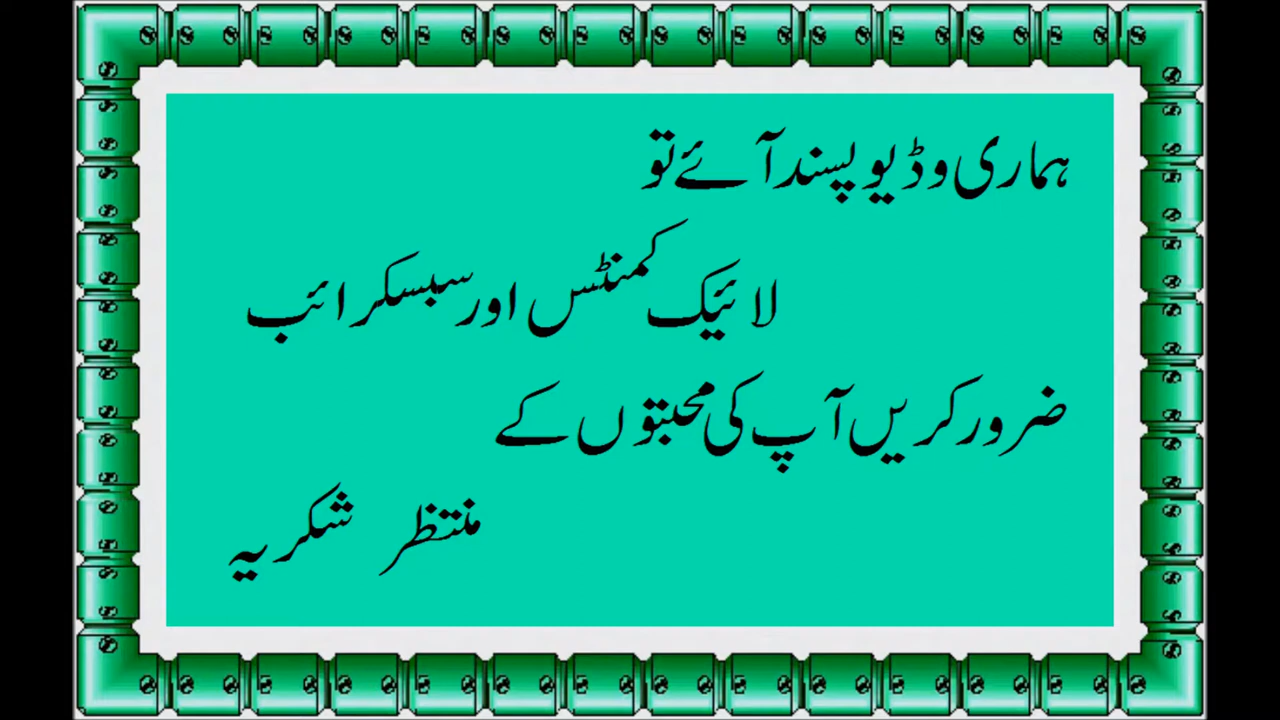 ہماری وڈیو پسند آئے تو
لائیک کمنٹس اور سبسکرائب
ضرور کریں آپ کی محبتوں کے
منتظر شکریہ